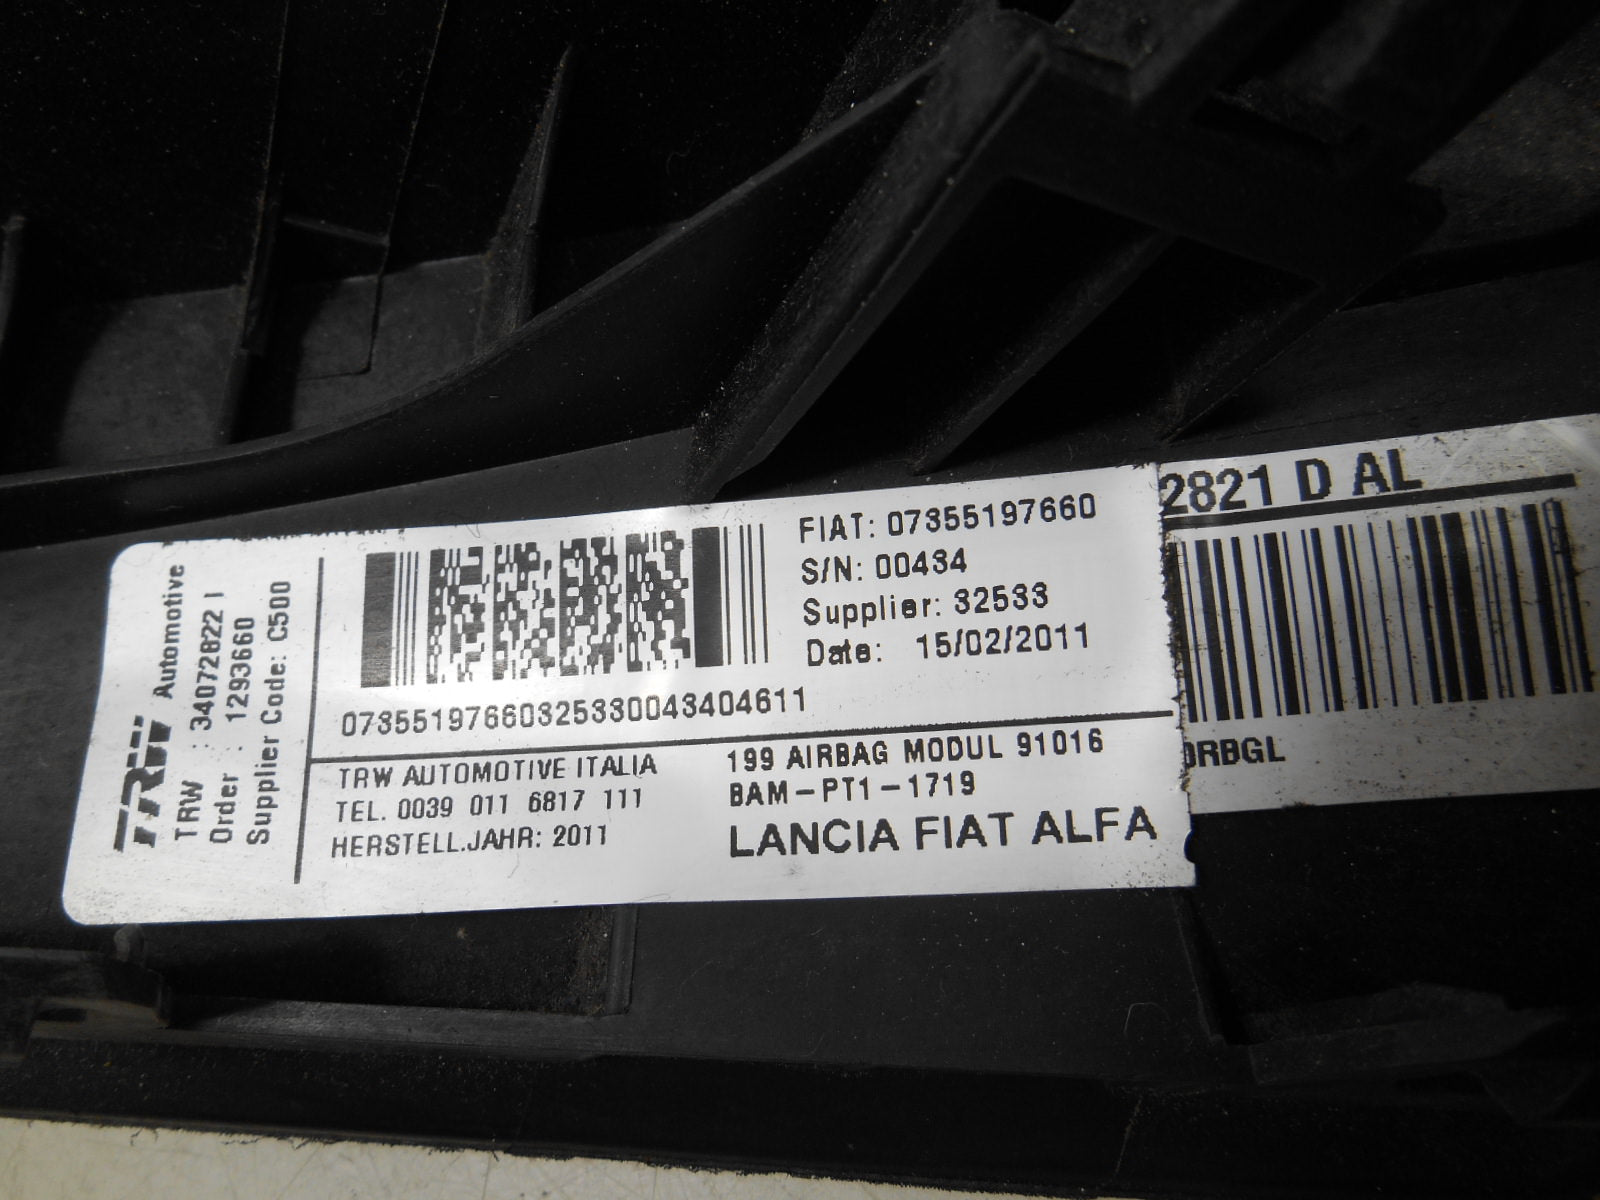 TRW Automotive
TRW : 34072822 I
Order : 1293660
Supplier Code: C500
FIAT: 07355197660
S/N: 00434
Supplier: 32533
Date: 15/02/2011
07355197660325330043404611
TRW AUTOMOTIVE ITALIA
TEL. 0039 011 6817 111
HERSTELL.JAHR: 2011
199 AIRBAG MODUL 91016
BAM-PT1-1719
LANCIA FIAT ALFA
2821 D AL
ORBGL